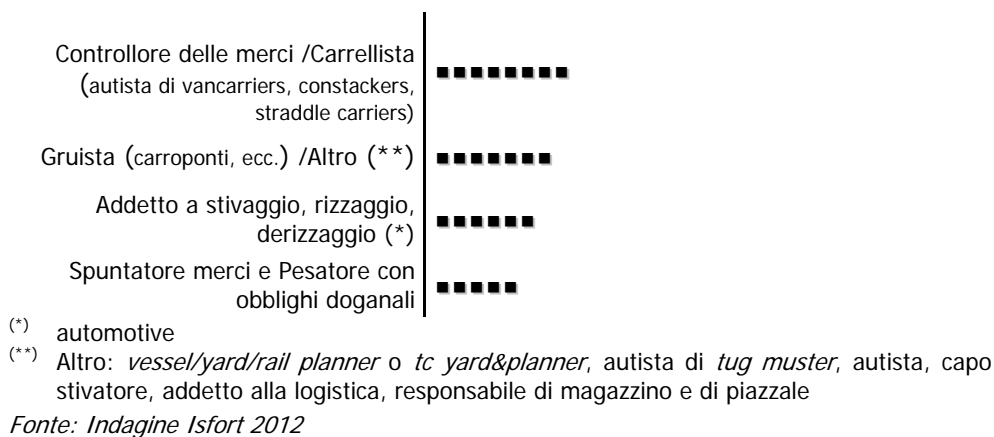 Controllore delle merci /Carrellista
(autista di vancarriers, constackers,
straddle carriers)
Gruista (carroponti, ecc.) /Altro (**)
Addetto a stivaggio, rizzaggio,
derizzaggio (*)
Spuntatore merci e Pesatore con
obblighi doganali
(*) automotive
(**) Altro: vessel/yard/rail planner o tc yard&planner, autista di tug muster, autista, capo
stivatore, addetto alla logistica, responsabile di magazzino e di piazzale
Fonte: Indagine Isfort 2012